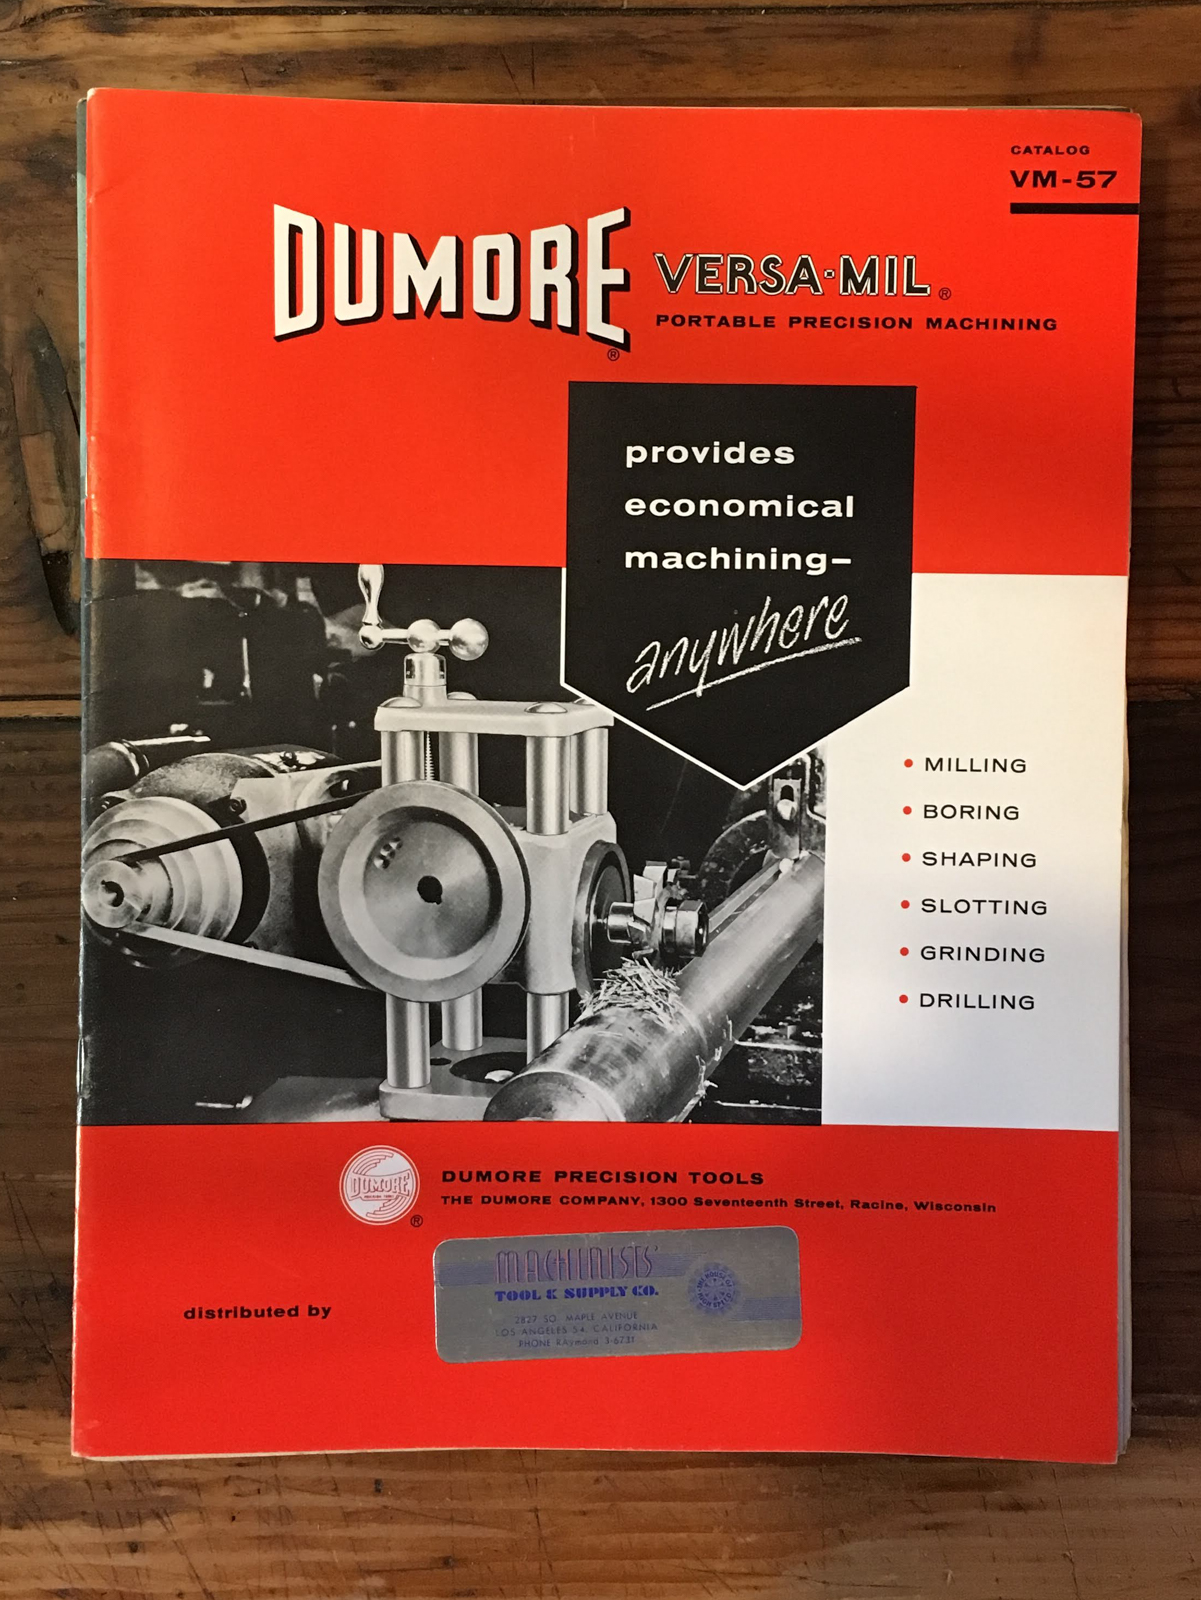 CATALOG
VM-57
DUMORE ®
VERSA-MIL ®
PORTABLE PRECISION MACHINING
provides
economical
machining–
anywhere
• MILLING
• BORING
• SHAPING
• SLOTTING
• GRINDING
• DRILLING
DUMORE
®
DUMORE PRECISION TOOLS
THE DUMORE COMPANY, 1300 Seventeenth Street, Racine, Wisconsin
distributed by
MACHINISTS'
TOOL & SUPPLY CO.
2827 SO. MAPLE AVENUE
LOS ANGELES 54, CALIFORNIA
PHONE RAymond 3-6731